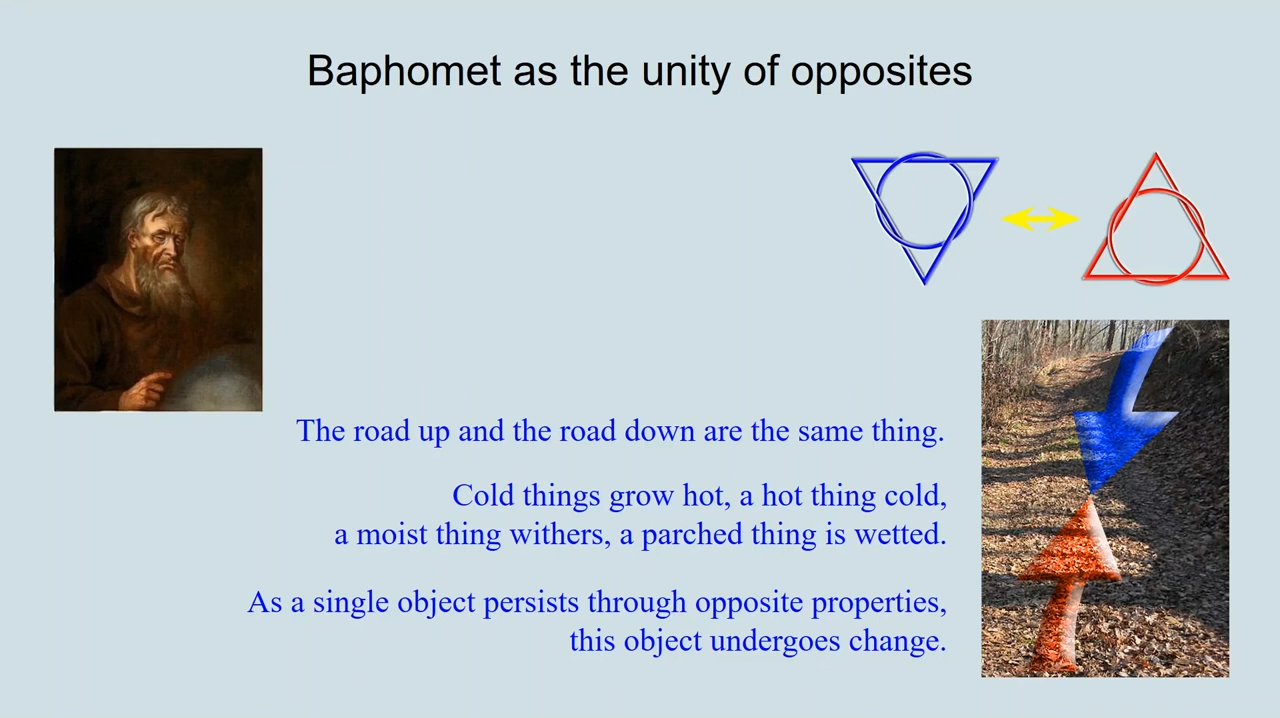 Baphomet as the unity of opposites
The road up and the road down are the same thing.
Cold things grow hot, a hot thing cold,
a moist thing withers, a parched thing is wetted.
As a single object persists through opposite properties,
this object undergoes change.